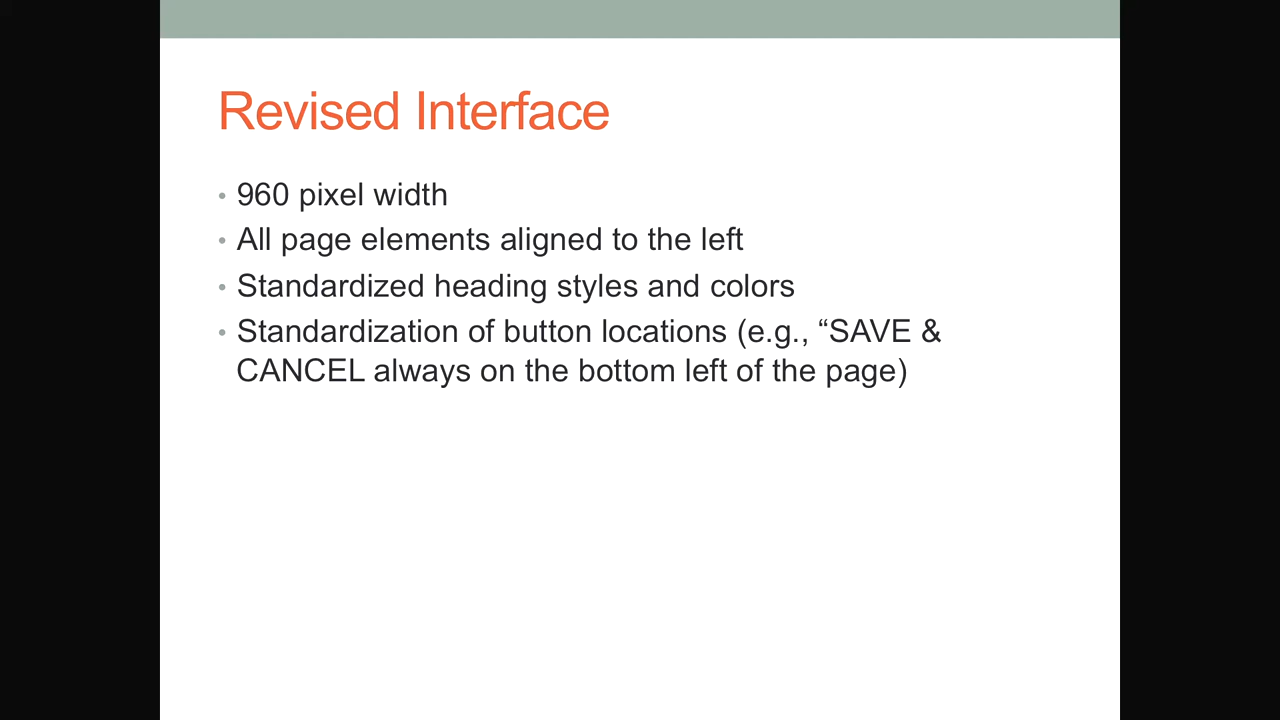 Revised Interface
• 960 pixel width
• All page elements aligned to the left
• Standardized heading styles and colors
• Standardization of button locations (e.g., “SAVE &
CANCEL always on the bottom left of the page)